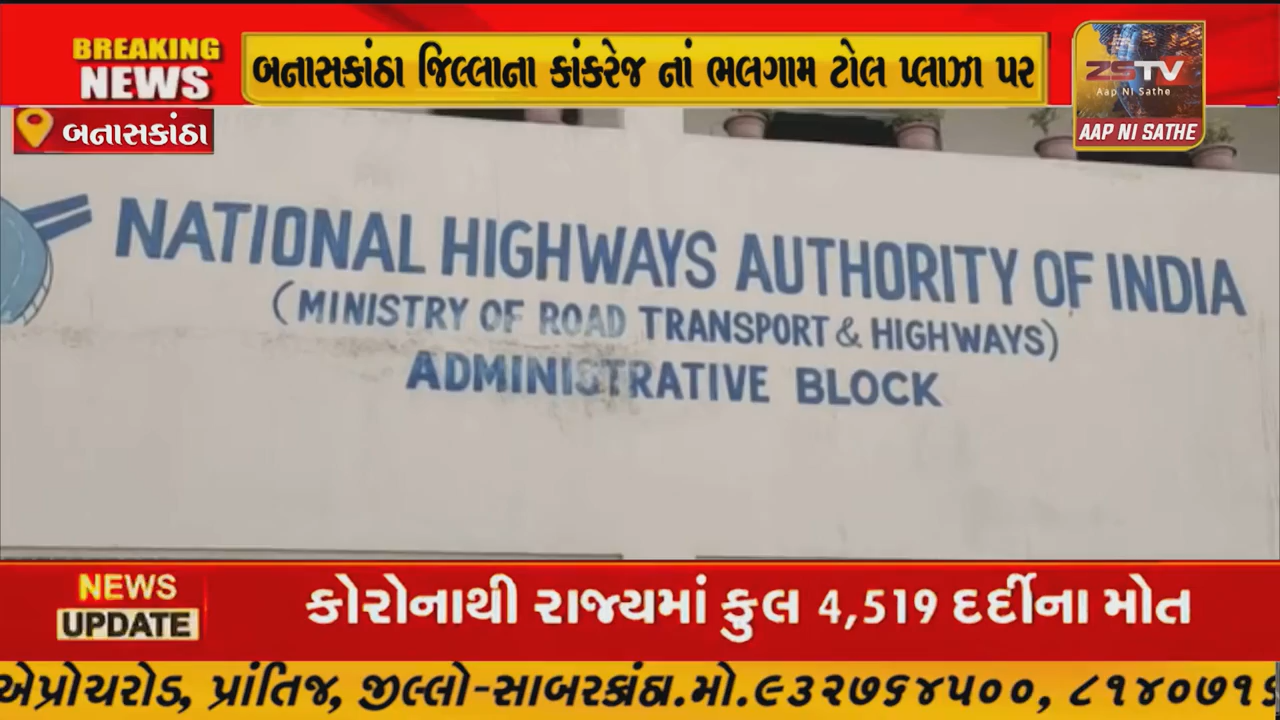 BREAKING
NEWS
બનાસકાંઠા જિલ્લાના કાંકરેજ નાં ભલગામ ટોલ પ્લાઝા પર
ZSTV
Aap Ni Sathe
AAP NI SATHE
બનાસકાંઠા
NATIONAL HIGHWAYS AUTHORITY OF INDIA
(MINISTRY OF ROAD TRANSPORT & HIGHWAYS)
ADMINISTRATIVE BLOCK
NEWS
UPDATE
કોરોનાથી રાજ્યમાં કુલ 4,519 દર્દીના મોત
એપ્રોચરોડ, પ્રાંતિજ, જીલ્લો-સાબરકાંઠા.મો.૯૩૨૭૬૪૫૦૦, ૮૧૪૦૭૧